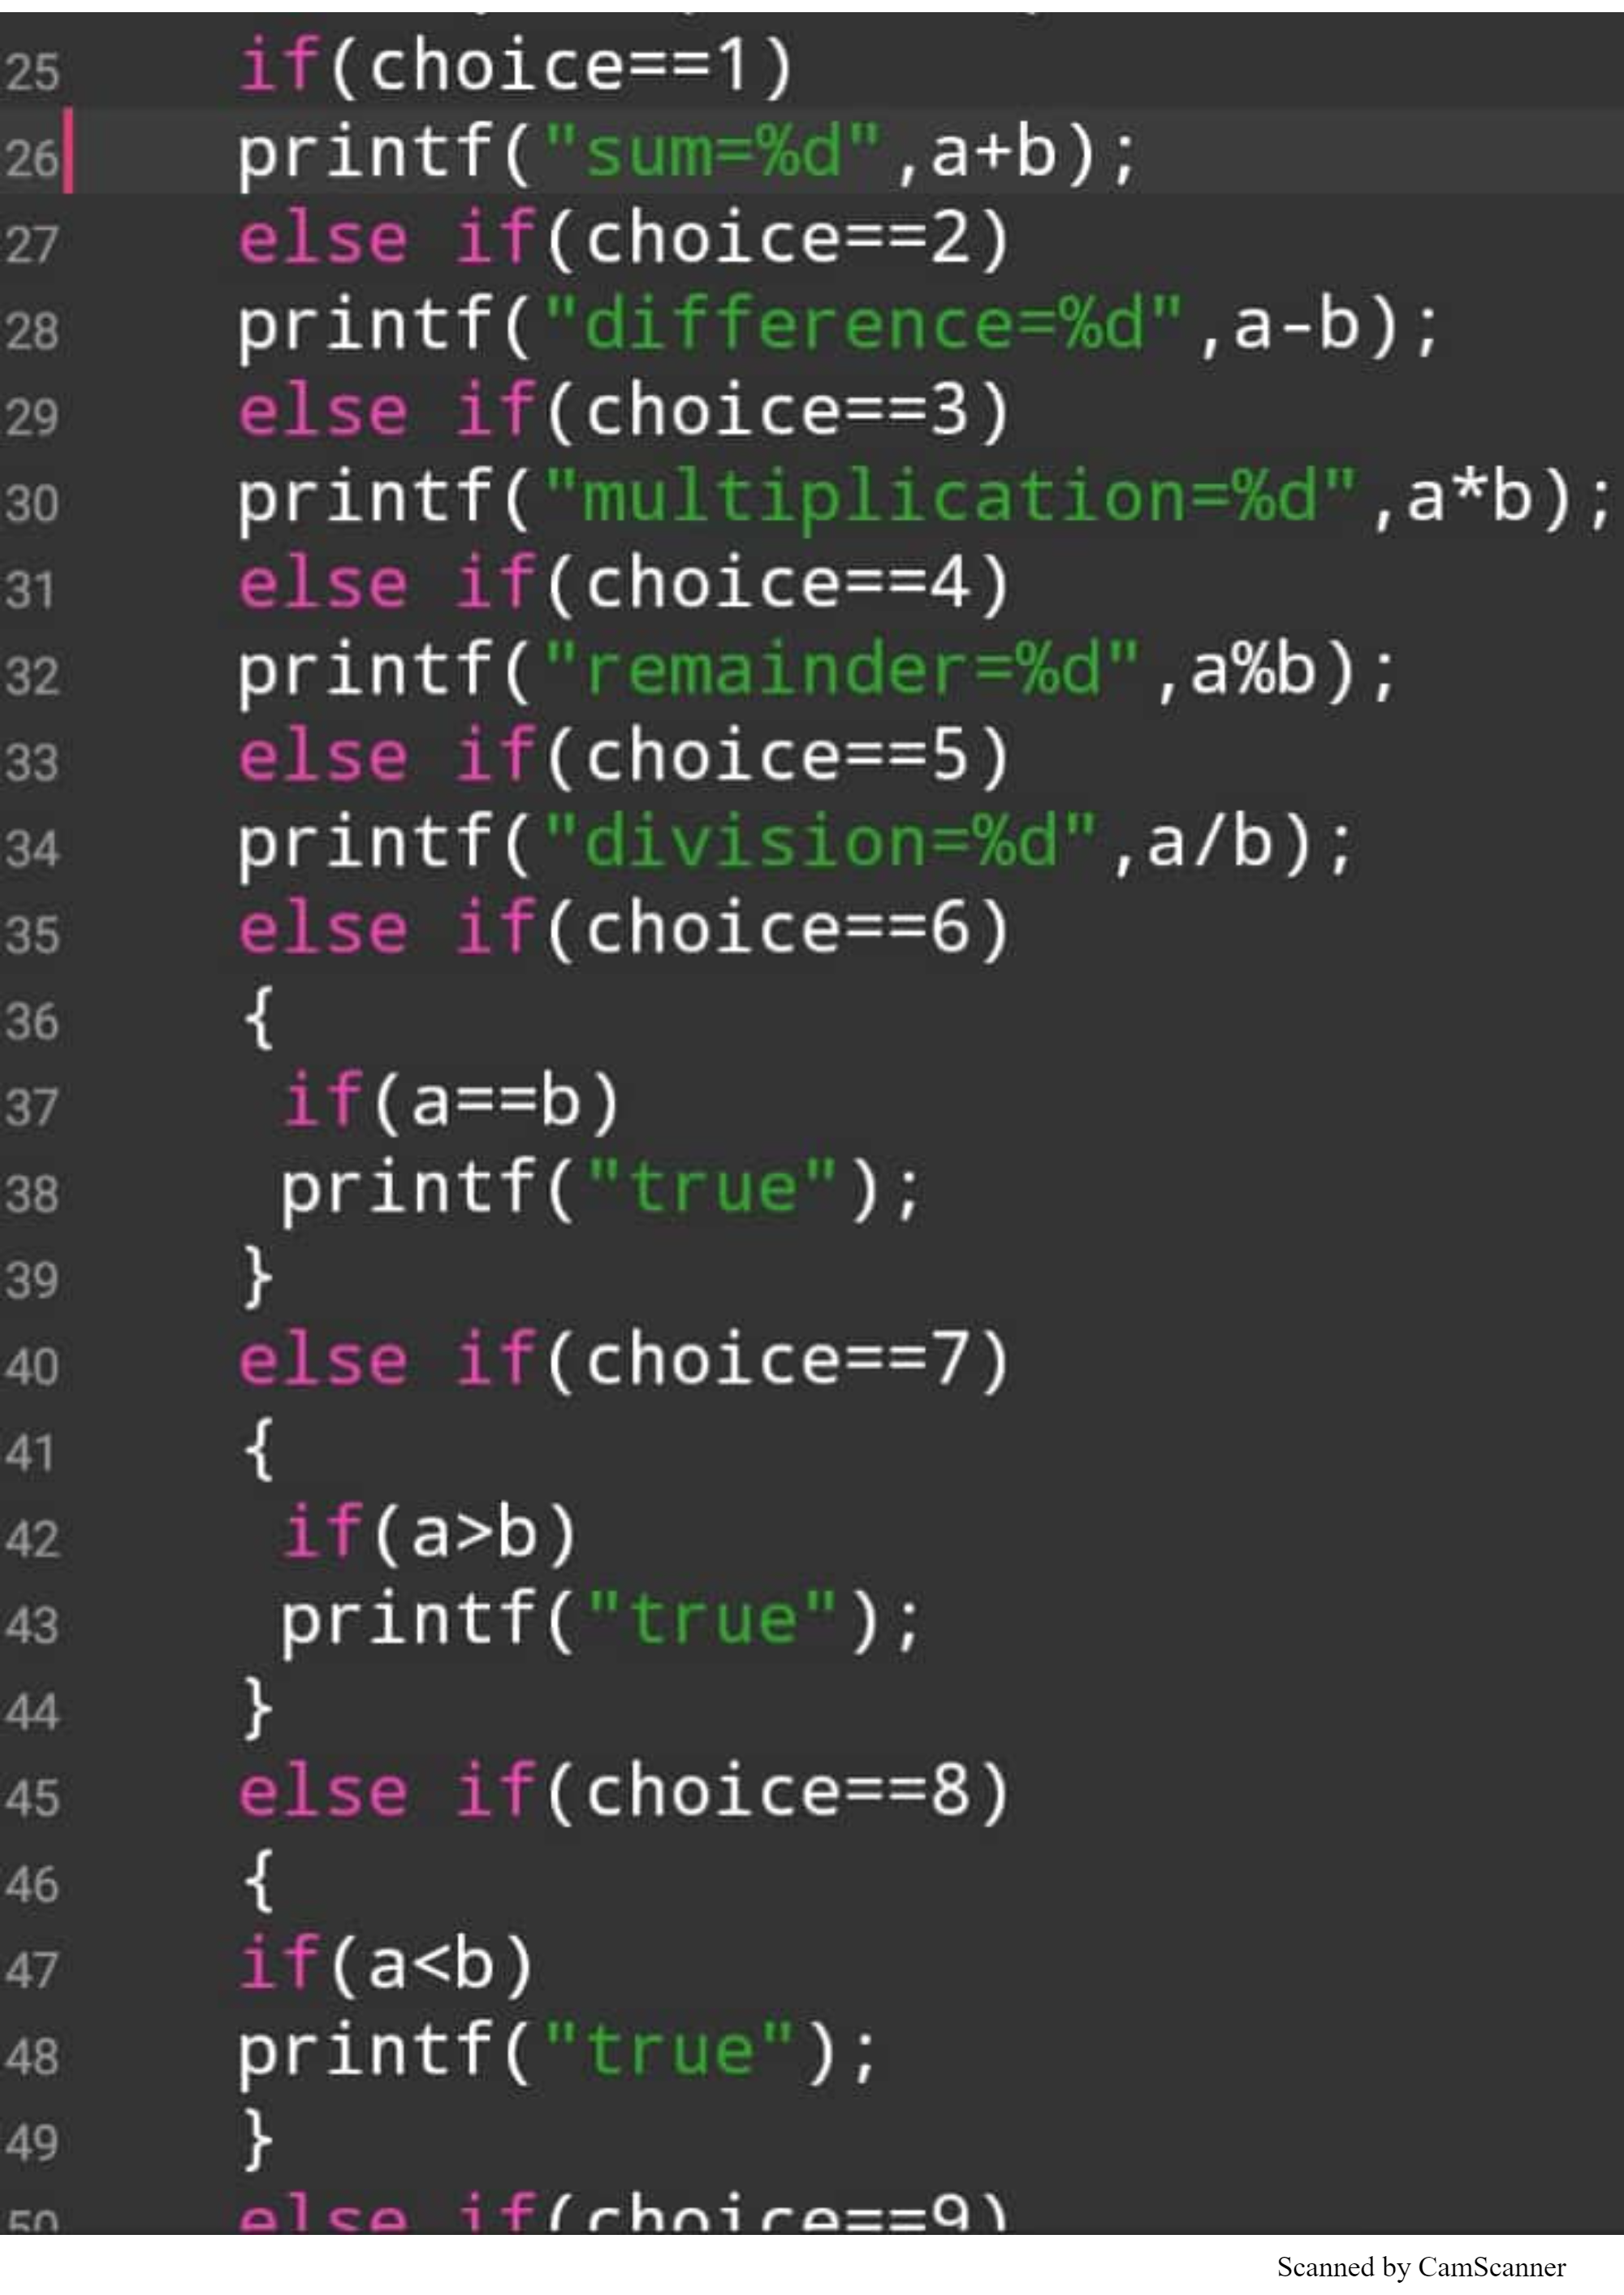 25 if(choice==1)
26 printf("sum=%d",a+b);
27 else if(choice==2)
28 printf("difference=%d",a-b);
29 else if(choice==3)
30 printf("multiplication=%d",a*b);
31 else if(choice==4)
32 printf("remainder=%d",a%b);
33 else if(choice==5)
34 printf("division=%d",a/b);
35 else if(choice==6)
36 {
37 if(a==b)
38 printf("true");
39 }
40 else if(choice==7)
41 {
42 if(a>b)
43 printf("true");
44 }
45 else if(choice==8)
46 {
47 if(a<b)
48 printf("true");
49 }
50 else if(choice==9)
Scanned by CamScanner